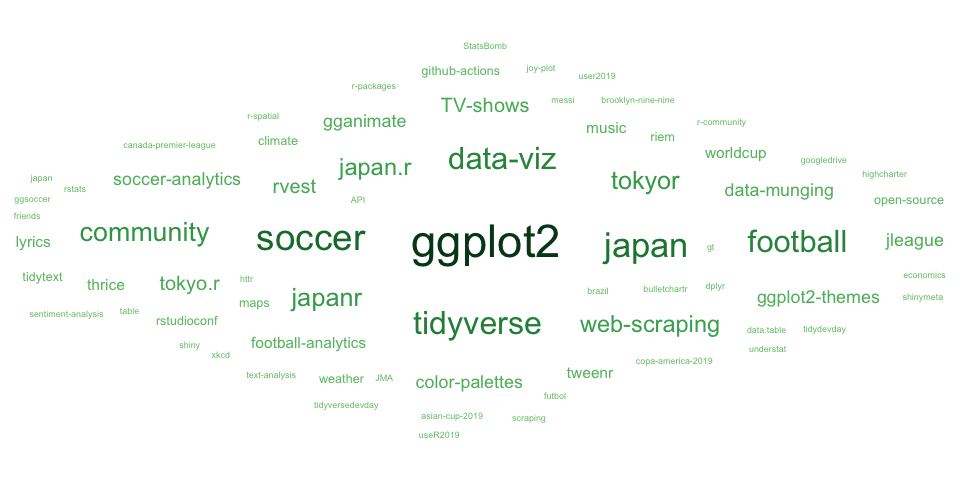 StatsBomb
github-actions
joy-plot
user2019
r-packages
TV-shows
messi
brooklyn-nine-nine
r-spatial
gganimate
music
r-community
canada-premier-league
climate
riem
japan.r
data-viz
worldcup
googledrive
japan
rstats
soccer-analytics
rvest
tokyor
data-munging
highcharter
ggsoccer
API
open-source
friends
lyrics
community
soccer
ggplot2
japan
gt
football
jleague
tidytext
thrice
tokyo.r
httr
maps
japanr
brazil
bulletchartr
dplyr
ggplot2-themes
economics
shinymeta
sentiment-analysis
table
rstudioconf
tidyverse
web-scraping
data.table
tidydevday
shiny
xkcd
football-analytics
understat
text-analysis
weather
JMA
color-palettes
tweenr
copa-america-2019
tidyversedevday
futbol
asian-cup-2019
scraping
useR2019